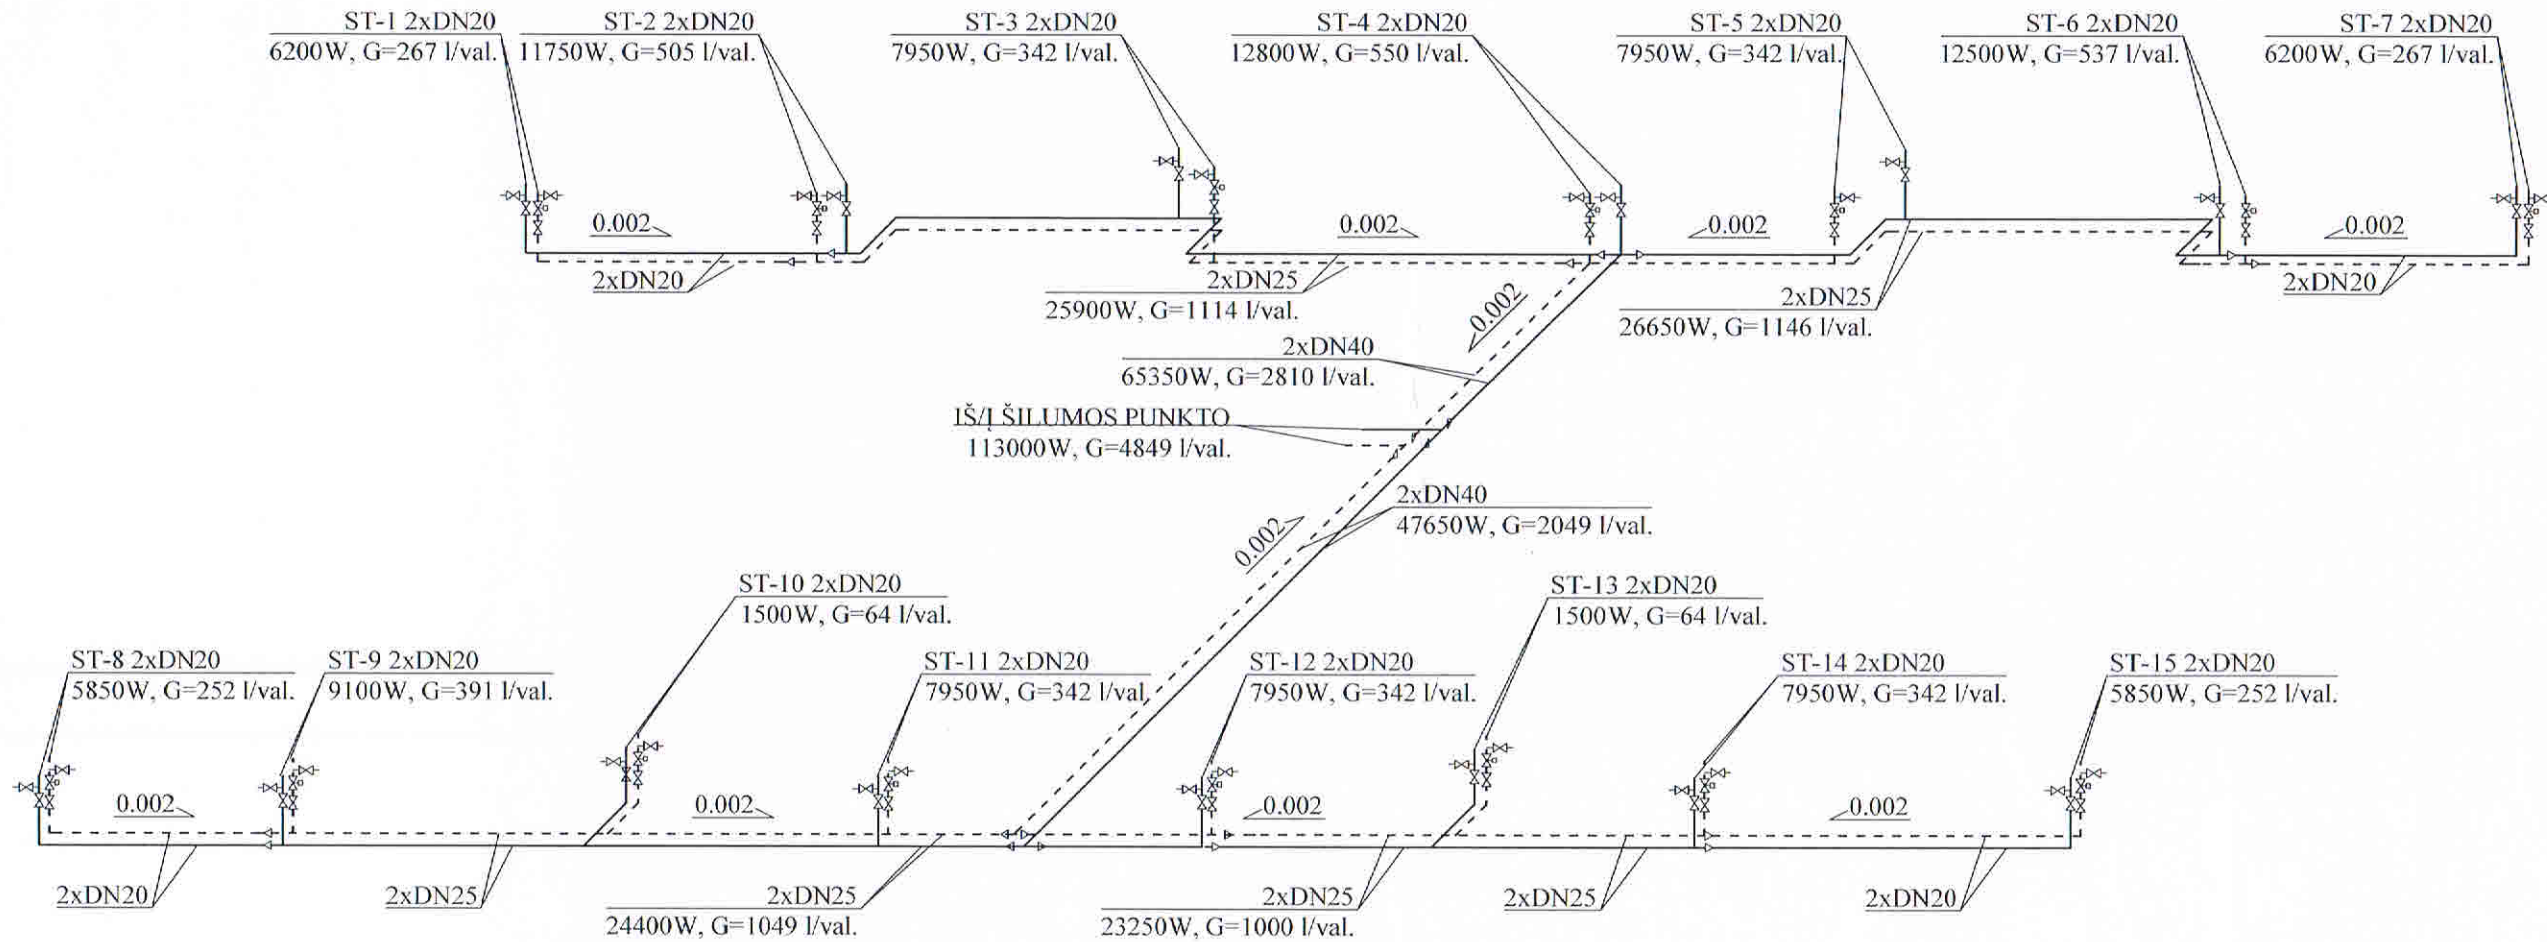 ST-1 2xDN20
6200W, G=267 l/val.
ST-2 2xDN20
11750W, G=505 l/val.
ST-3 2xDN20
7950W, G=342 l/val.
ST-4 2xDN20
12800W, G=550 l/val.
ST-5 2xDN20
7950W, G=342 l/val.
ST-6 2xDN20
12500W, G=537 l/val.
ST-7 2xDN20
6200W, G=267 l/val.
0.002
0.002
0.002
0.002
2xDN20
2xDN25
25900W, G=1114 l/val.
2xDN25
26650W, G=1146 l/val.
2xDN20
0.002
2xDN40
65350W, G=2810 l/val.
IŠ/Į ŠILUMOS PUNKTO
113000W, G=4849 l/val.
2xDN40
47650W, G=2049 l/val.
0.002
ST-10 2xDN20
1500W, G=64 l/val.
ST-13 2xDN20
1500W, G=64 l/val.
ST-8 2xDN20
5850W, G=252 l/val.
ST-9 2xDN20
9100W, G=391 l/val.
ST-11 2xDN20
7950W, G=342 l/val.
ST-12 2xDN20
7950W, G=342 l/val.
ST-14 2xDN20
7950W, G=342 l/val.
ST-15 2xDN20
5850W, G=252 l/val.
0.002
0.002
0.002
0.002
2xDN20
2xDN25
2xDN25
24400W, G=1049 l/val.
2xDN25
23250W, G=1000 l/val.
2xDN25
2xDN20